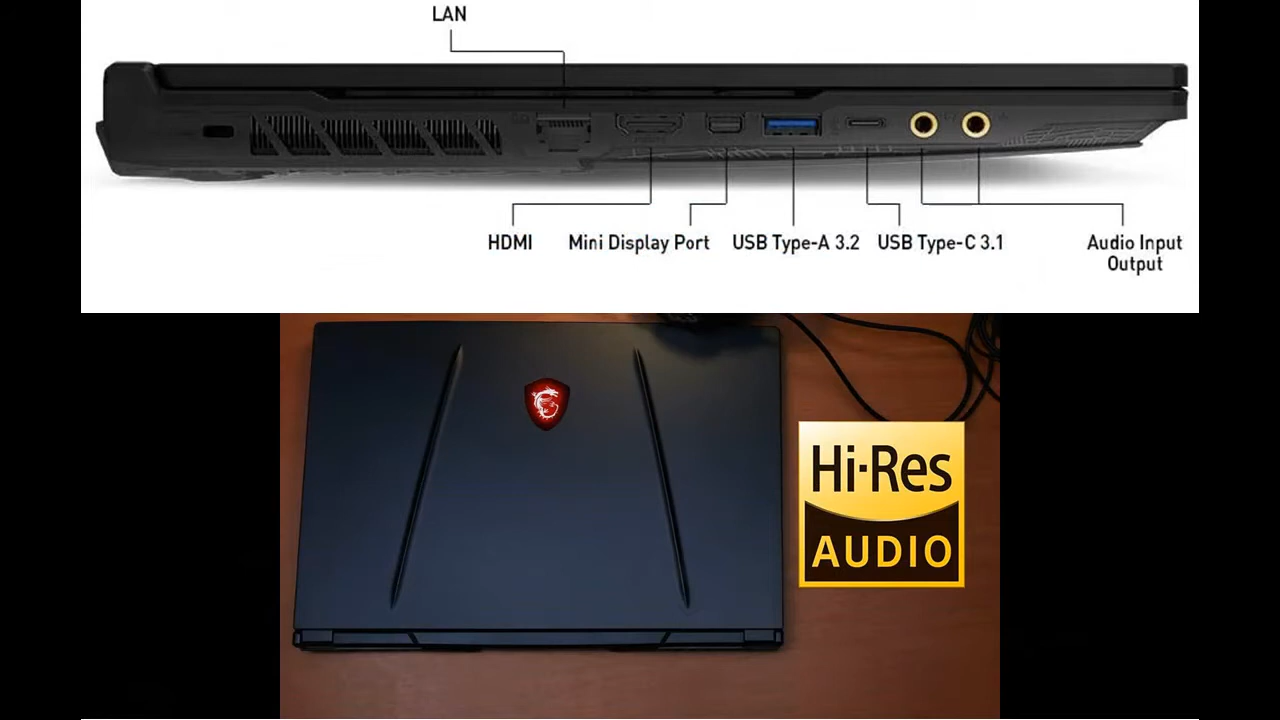 LAN
HDMI
Mini Display Port
USB Type-A 3.2
USB Type-C 3.1
Audio Input
Output
Hi-Res
AUDIO